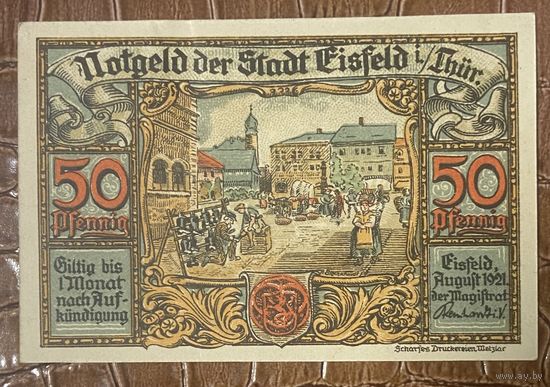 Notgeld der Stadt Eisfeld i/Thür.
50
Pfennig
50
Pfennig
Giltig bis
1 Monat
nach Auf-
kündigung
Eisfeld,
August 1921.
der Magistrat
i.V.
Scharfes Druckereien, Wetzlar
www.ay.by